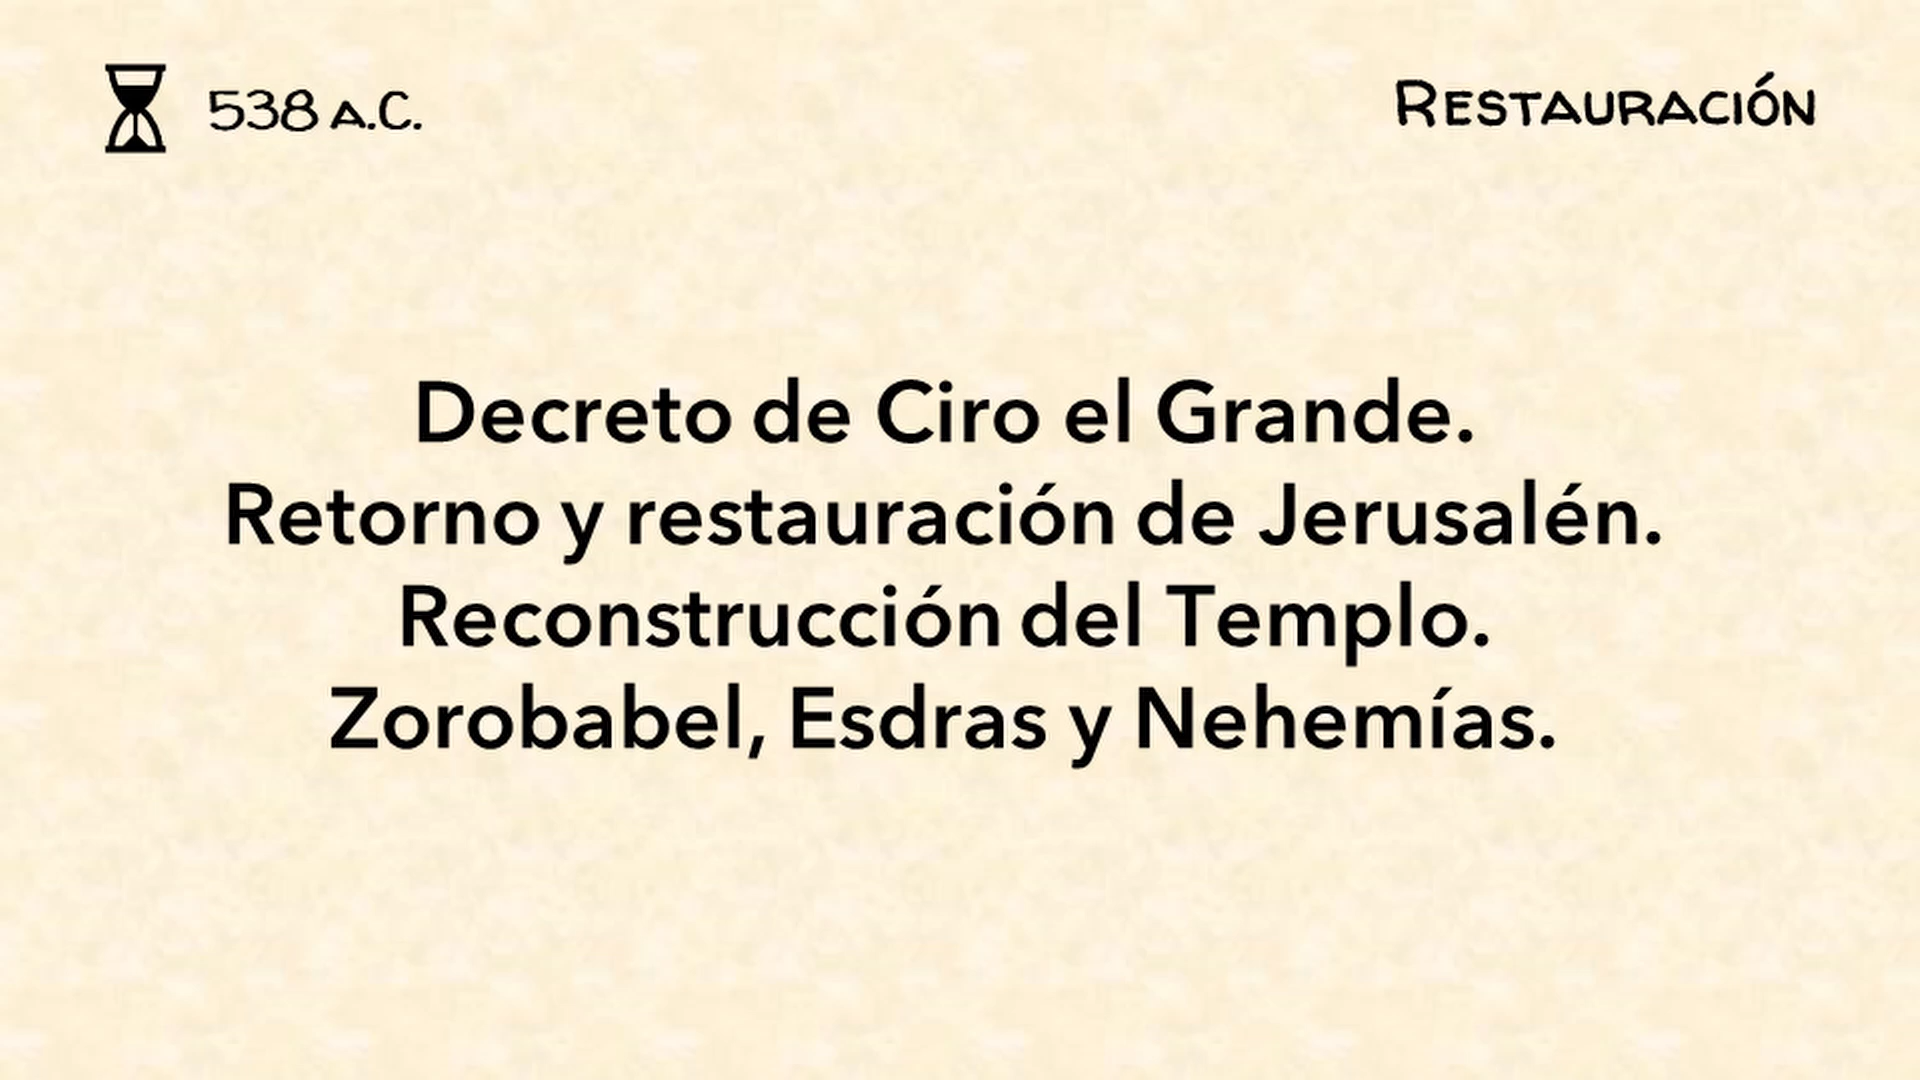 538 a.C.
Restauración
Decreto de Ciro el Grande.
Retorno y restauración de Jerusalén.
Reconstrucción del Templo.
Zorobabel, Esdras y Nehemías.